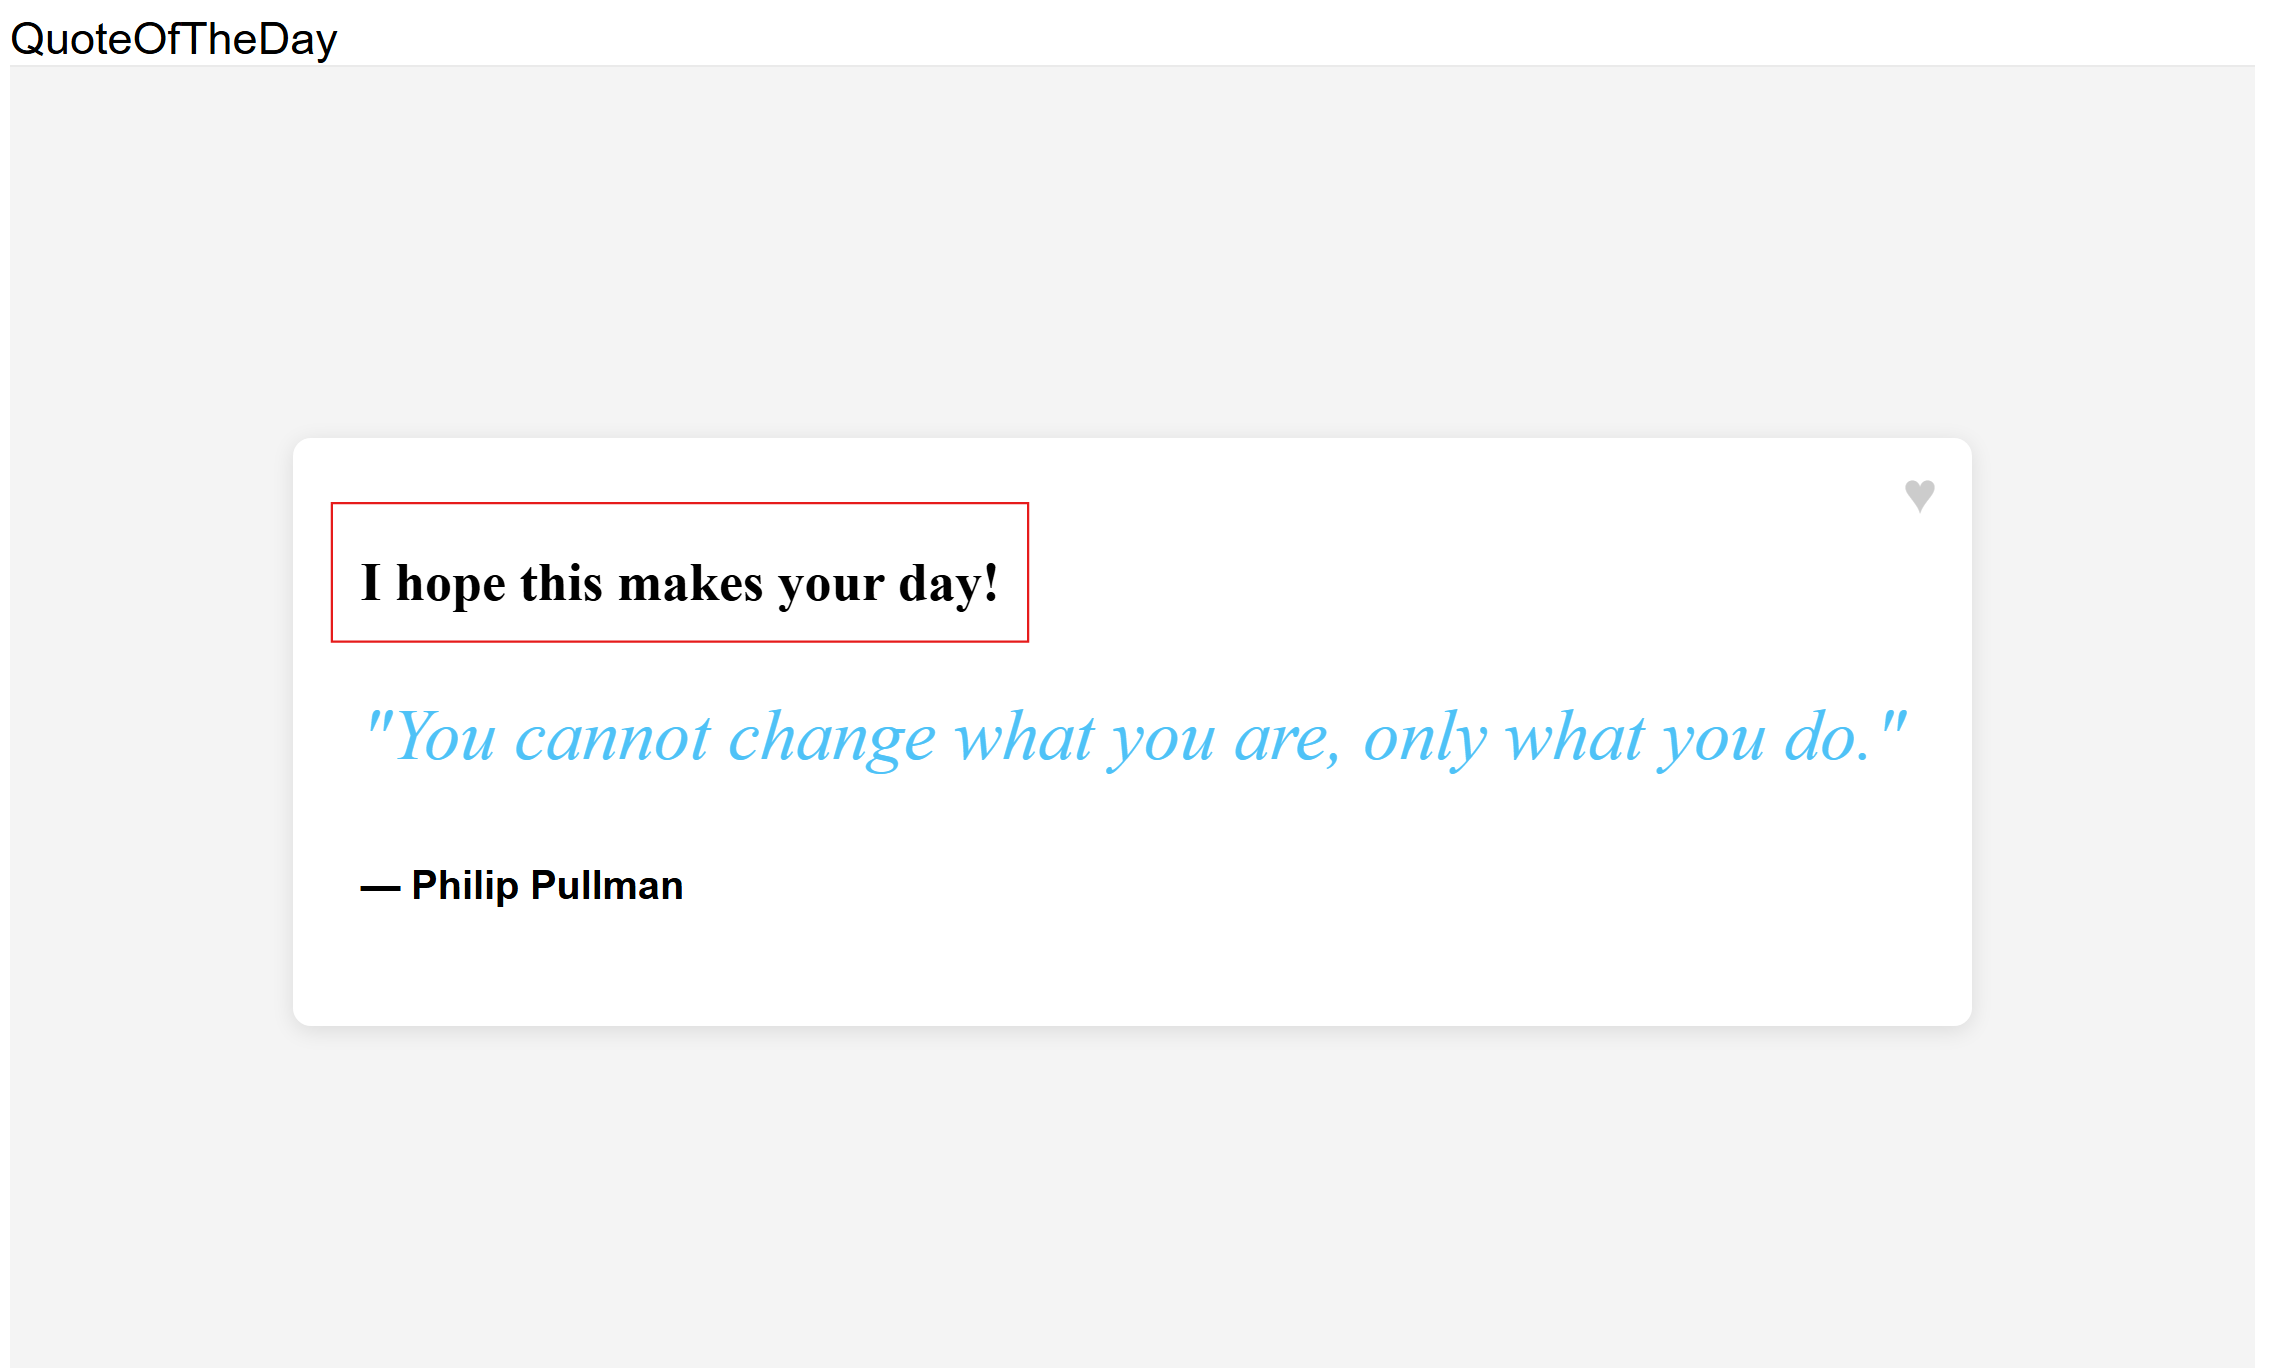 QuoteOfTheDay
I hope this makes your day!
"You cannot change what you are, only what you do."
— Philip Pullman